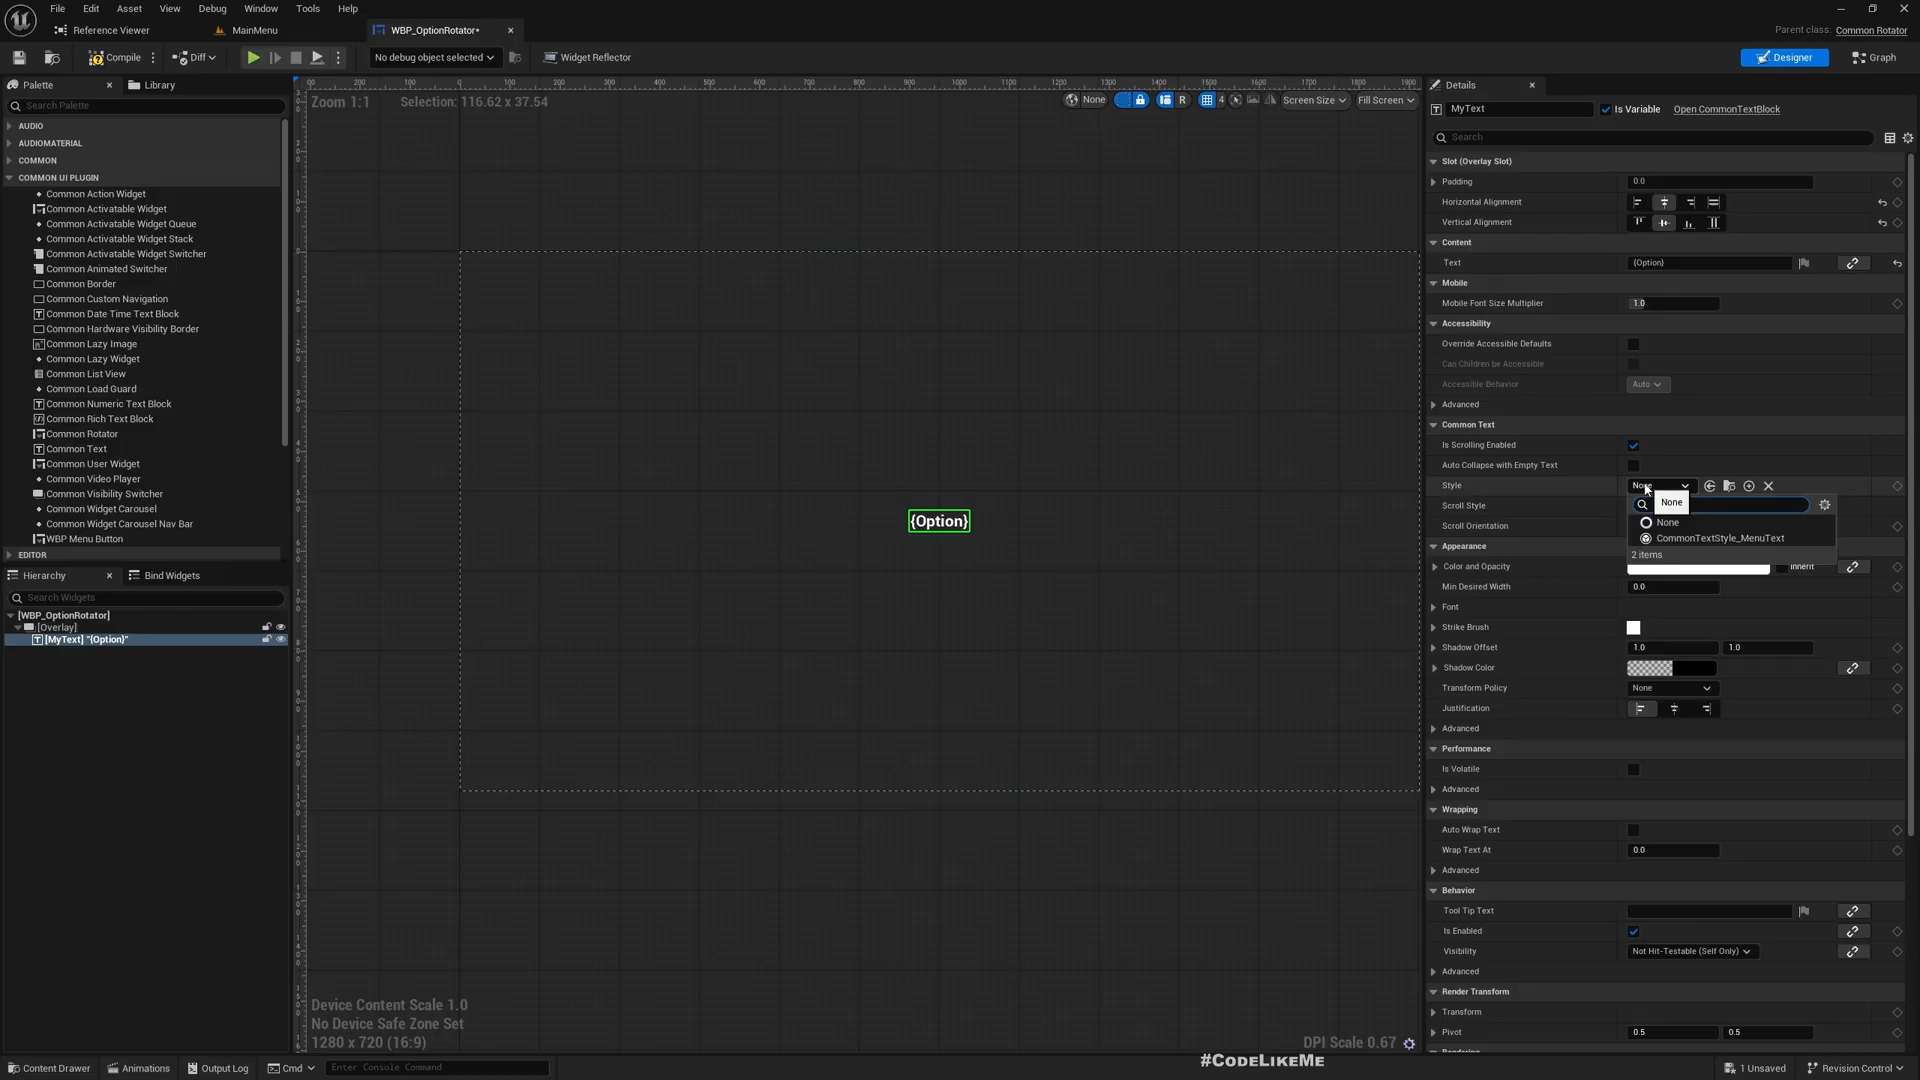 File Edit Asset View Debug Window Tools Help
Reference Viewer MainMenu WBP_OptionRotator*
Parent class: Common Rotator
Compile Diff No debug object selected Widget Reflector Designer Graph
Palette Library
Search Palette
AUDIO
AUDIOMATERIAL
COMMON
COMMON UI PLUGIN
Common Action Widget
Common Activatable Widget
Common Activatable Widget Queue
Common Activatable Widget Stack
Common Activatable Widget Switcher
Common Animated Switcher
Common Border
Common Custom Navigation
Common Date Time Text Block
Common Hardware Visibility Border
Common Lazy Image
Common Lazy Widget
Common List View
Common Load Guard
Common Numeric Text Block
Common Rich Text Block
Common Rotator
Common Text
Common User Widget
Common Video Player
Common Visibility Switcher
Common Widget Carousel
Common Widget Carousel Nav Bar
WBP Menu Button
EDITOR
Hierarchy Bind Widgets
Search Widgets
[WBP_OptionRotator]
[Overlay]
[MyText] "{Option}"
Zoom 1:1 Selection: 116.62 x 37.54
None R 4 Screen Size Fill Screen
{Option}
Device Content Scale 1.0
No Device Safe Zone Set
1280 x 720 (16:9)
DPI Scale 0.67
Details
MyText Is Variable Open CommonTextBlock
Search
Slot (Overlay Slot)
Padding 0.0
Horizontal Alignment
Vertical Alignment
Content
Text {Option}
Mobile
Mobile Font Size Multiplier 1.0
Accessibility
Override Accessible Defaults
Can Children be Accessible
Accessible Behavior Auto
Advanced
Common Text
Is Scrolling Enabled
Auto Collapse with Empty Text
Style None
Scroll Style None
Scroll Orientation None
CommonTextStyle_MenuText
Appearance 2 items
Color and Opacity Inherit
Min Desired Width 0.0
Font
Strike Brush
Shadow Offset 1.0 1.0
Shadow Color
Transform Policy None
Justification
Advanced
Performance
Is Volatile
Advanced
Wrapping
Auto Wrap Text
Wrap Text At 0.0
Advanced
Behavior
Tool Tip Text
Is Enabled
Visibility Not Hit-Testable (Self Only)
Advanced
Render Transform
Transform
Pivot 0.5 0.5
Content Drawer Animations Output Log Cmd Enter Console Command
#CodeLikeMe
1 Unsaved Revision Control